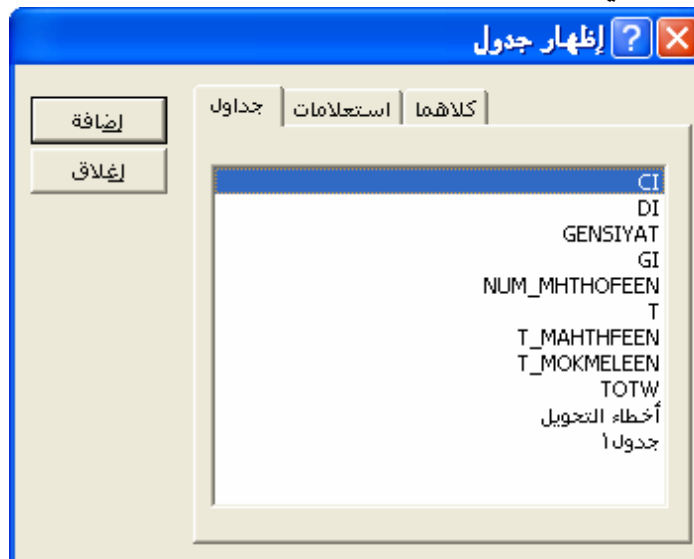 إظهار جدول
جداول استعلامات كلاهما
إضافة
إغلاق
CI
DI
GENSIYAT
GI
NUM_MHTHOFEEN
T
T_MAHTHFEEN
T_MOKMELEEN
TOTW
أخطاء التحويل
جدول١